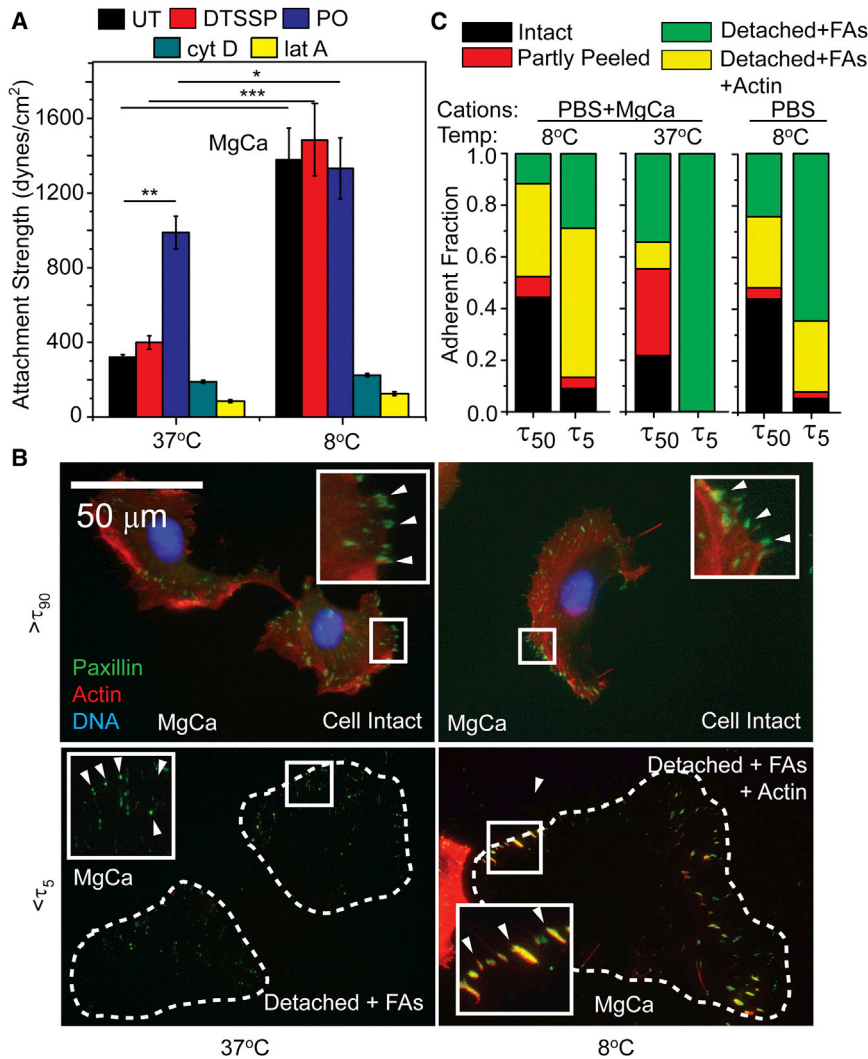 A
UT DTSSP PO
cyt D lat A
Attachment Strength (dynes/cm²)
1600
1200
800
400
0
*
***
MgCa
**
37°C 8°C
C
Intact Detached+FAs
Partly Peeled Detached+FAs
+Actin
Cations: PBS+MgCa PBS
Temp: 8°C 37°C 8°C
Adherent Fraction
1.0
0.8
0.6
0.4
0.2
0.0
τ50 τ5 τ50 τ5 τ50 τ5
B
50 μm
>τ90
Paxillin
Actin
DNA
MgCa Cell Intact
MgCa Cell Intact
<τ5
MgCa
Detached + FAs
Detached + FAs
+ Actin
MgCa
37°C 8°C